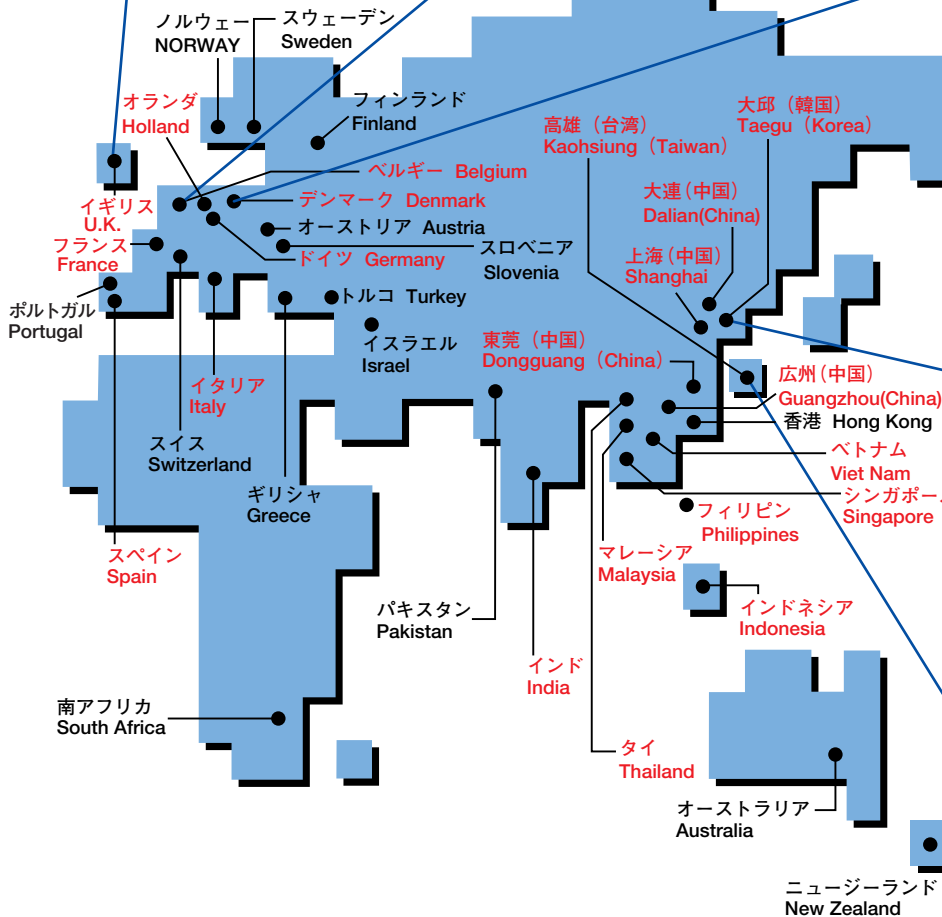 ノルウェー
NORWAY
スウェーデン
Sweden
オランダ
Holland
フィンランド
Finland
高雄（台湾）
Kaohsiung（Taiwan）
大邱（韓国）
Taegu（Korea）
ベルギー Belgium
デンマーク Denmark
大連（中国）
Dalian(China)
イギリス
U.K.
オーストリア Austria
フランス
France
ドイツ Germany
スロベニア
Slovenia
上海（中国）
Shanghai
ポルトガル
Portugal
トルコ Turkey
イスラエル
Israel
東莞（中国）
Dongguang（China）
広州（中国）
Guangzhou(China)
イタリア
Italy
香港 Hong Kong
スイス
Switzerland
ベトナム
Viet Nam
ギリシャ
Greece
シンガポー
Singapore
フィリピン
Philippines
スペイン
Spain
マレーシア
Malaysia
パキスタン
Pakistan
インドネシア
Indonesia
インド
India
南アフリカ
South Africa
タイ
Thailand
オーストラリア
Australia
ニュージーランド
New Zealand